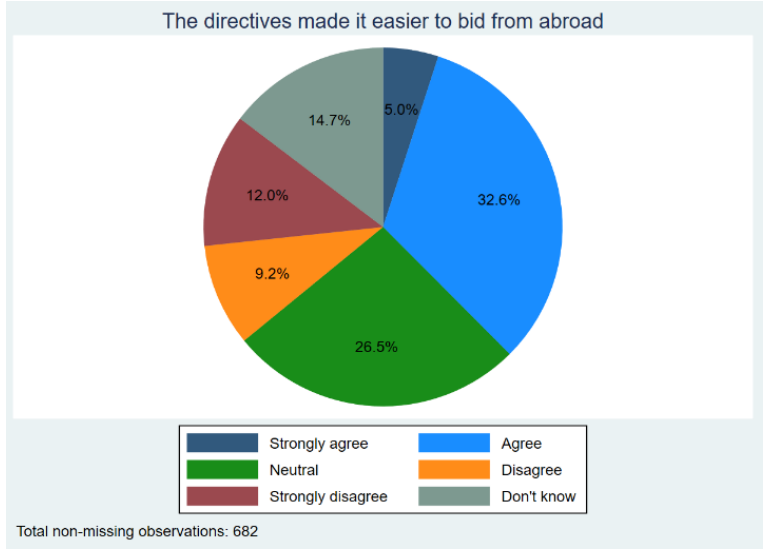 The directives made it easier to bid from abroad
5.0%
14.7%
32.6%
12.0%
9.2%
26.5%
Strongly agree Agree
Neutral Disagree
Strongly disagree Don't know
Total non-missing observations: 682